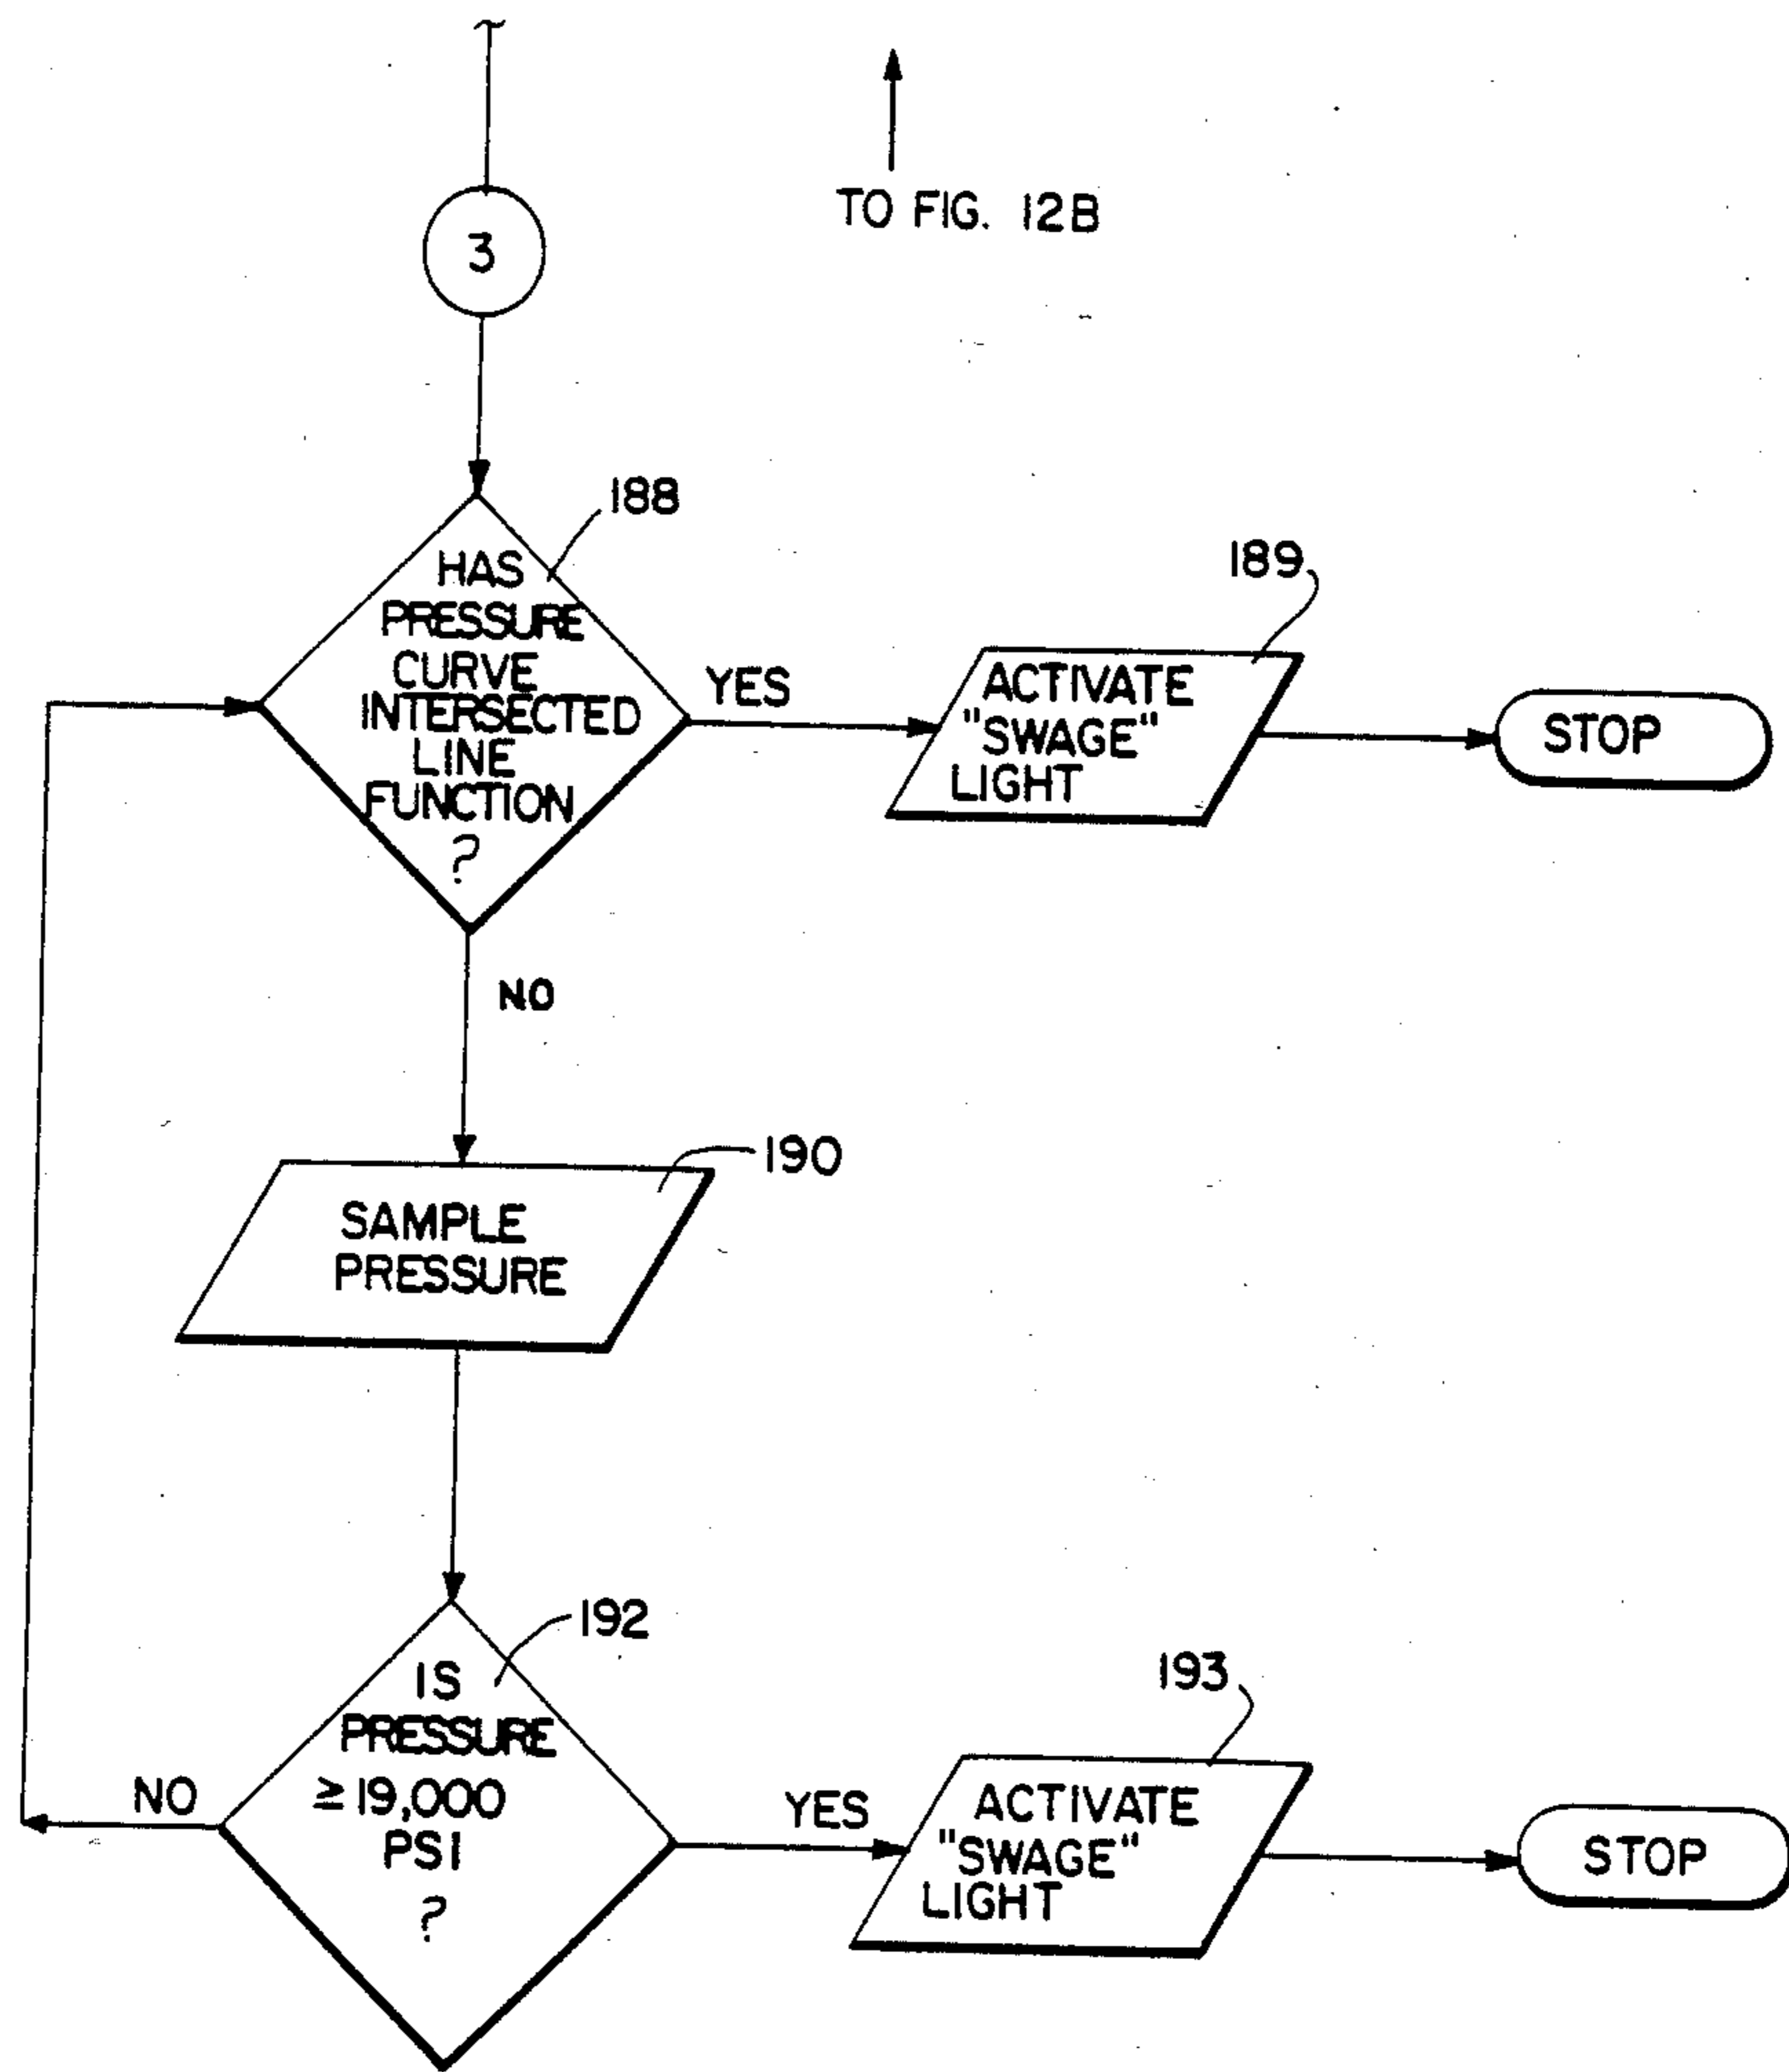 TO FIG. 12B
3
188
HAS
PRESSURE
CURVE
INTERSECTED
LINE
FUNCTION
?
YES
189
ACTIVATE
"SWAGE"
LIGHT
STOP
NO
190
SAMPLE
PRESSURE
192
IS
PRESSURE
≥19,000
PSI
?
NO
YES
193
ACTIVATE
"SWAGE"
LIGHT
STOP